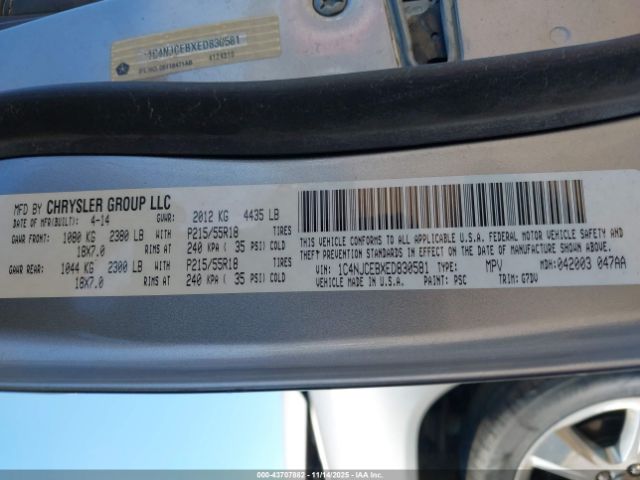 1C4NJCEBXED830581
MFD BY CHRYSLER GROUP LLC
DATE OF MFR(BUILT): 4-14 GVWR: 2012 KG 4435 LB
GAWR FRONT: 1080 KG 2380 LB WITH P215/55R18 TIRES
18X7.0 RIMS AT 240 KPA ( 35 PSI) COLD
GAWR REAR: 1044 KG 2300 LB WITH P215/55R18 TIRES
18X7.0 RIMS AT 240 KPA ( 35 PSI) COLD
THIS VEHICLE CONFORMS TO ALL APPLICABLE U.S.A. FEDERAL MOTOR VEHICLE SAFETY AND
THEFT PREVENTION STANDARDS IN EFFECT ON THE DATE OF MANUFACTURE SHOWN ABOVE.
VIN: 1C4NJCEBXED830581 TYPE: MPV MDH:042003 047AA
VEHICLE MADE IN U.S.A. PAINT: PSC TRIM: G7DV
000-43707882 | 11/14/2025 | IAA Inc.